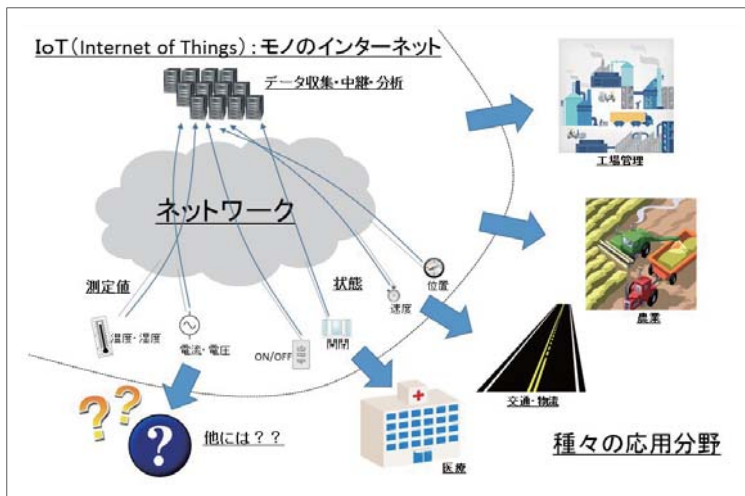 IoT(Internet of Things):モノのインターネット
データ収集・中継・分析
工場管理
ネットワーク
測定値
状態
位置
速度
農業
温度・湿度
電流・電圧
ON/OFF
開閉
交通・物流
?
?
?
他には??
医療
種々の応用分野